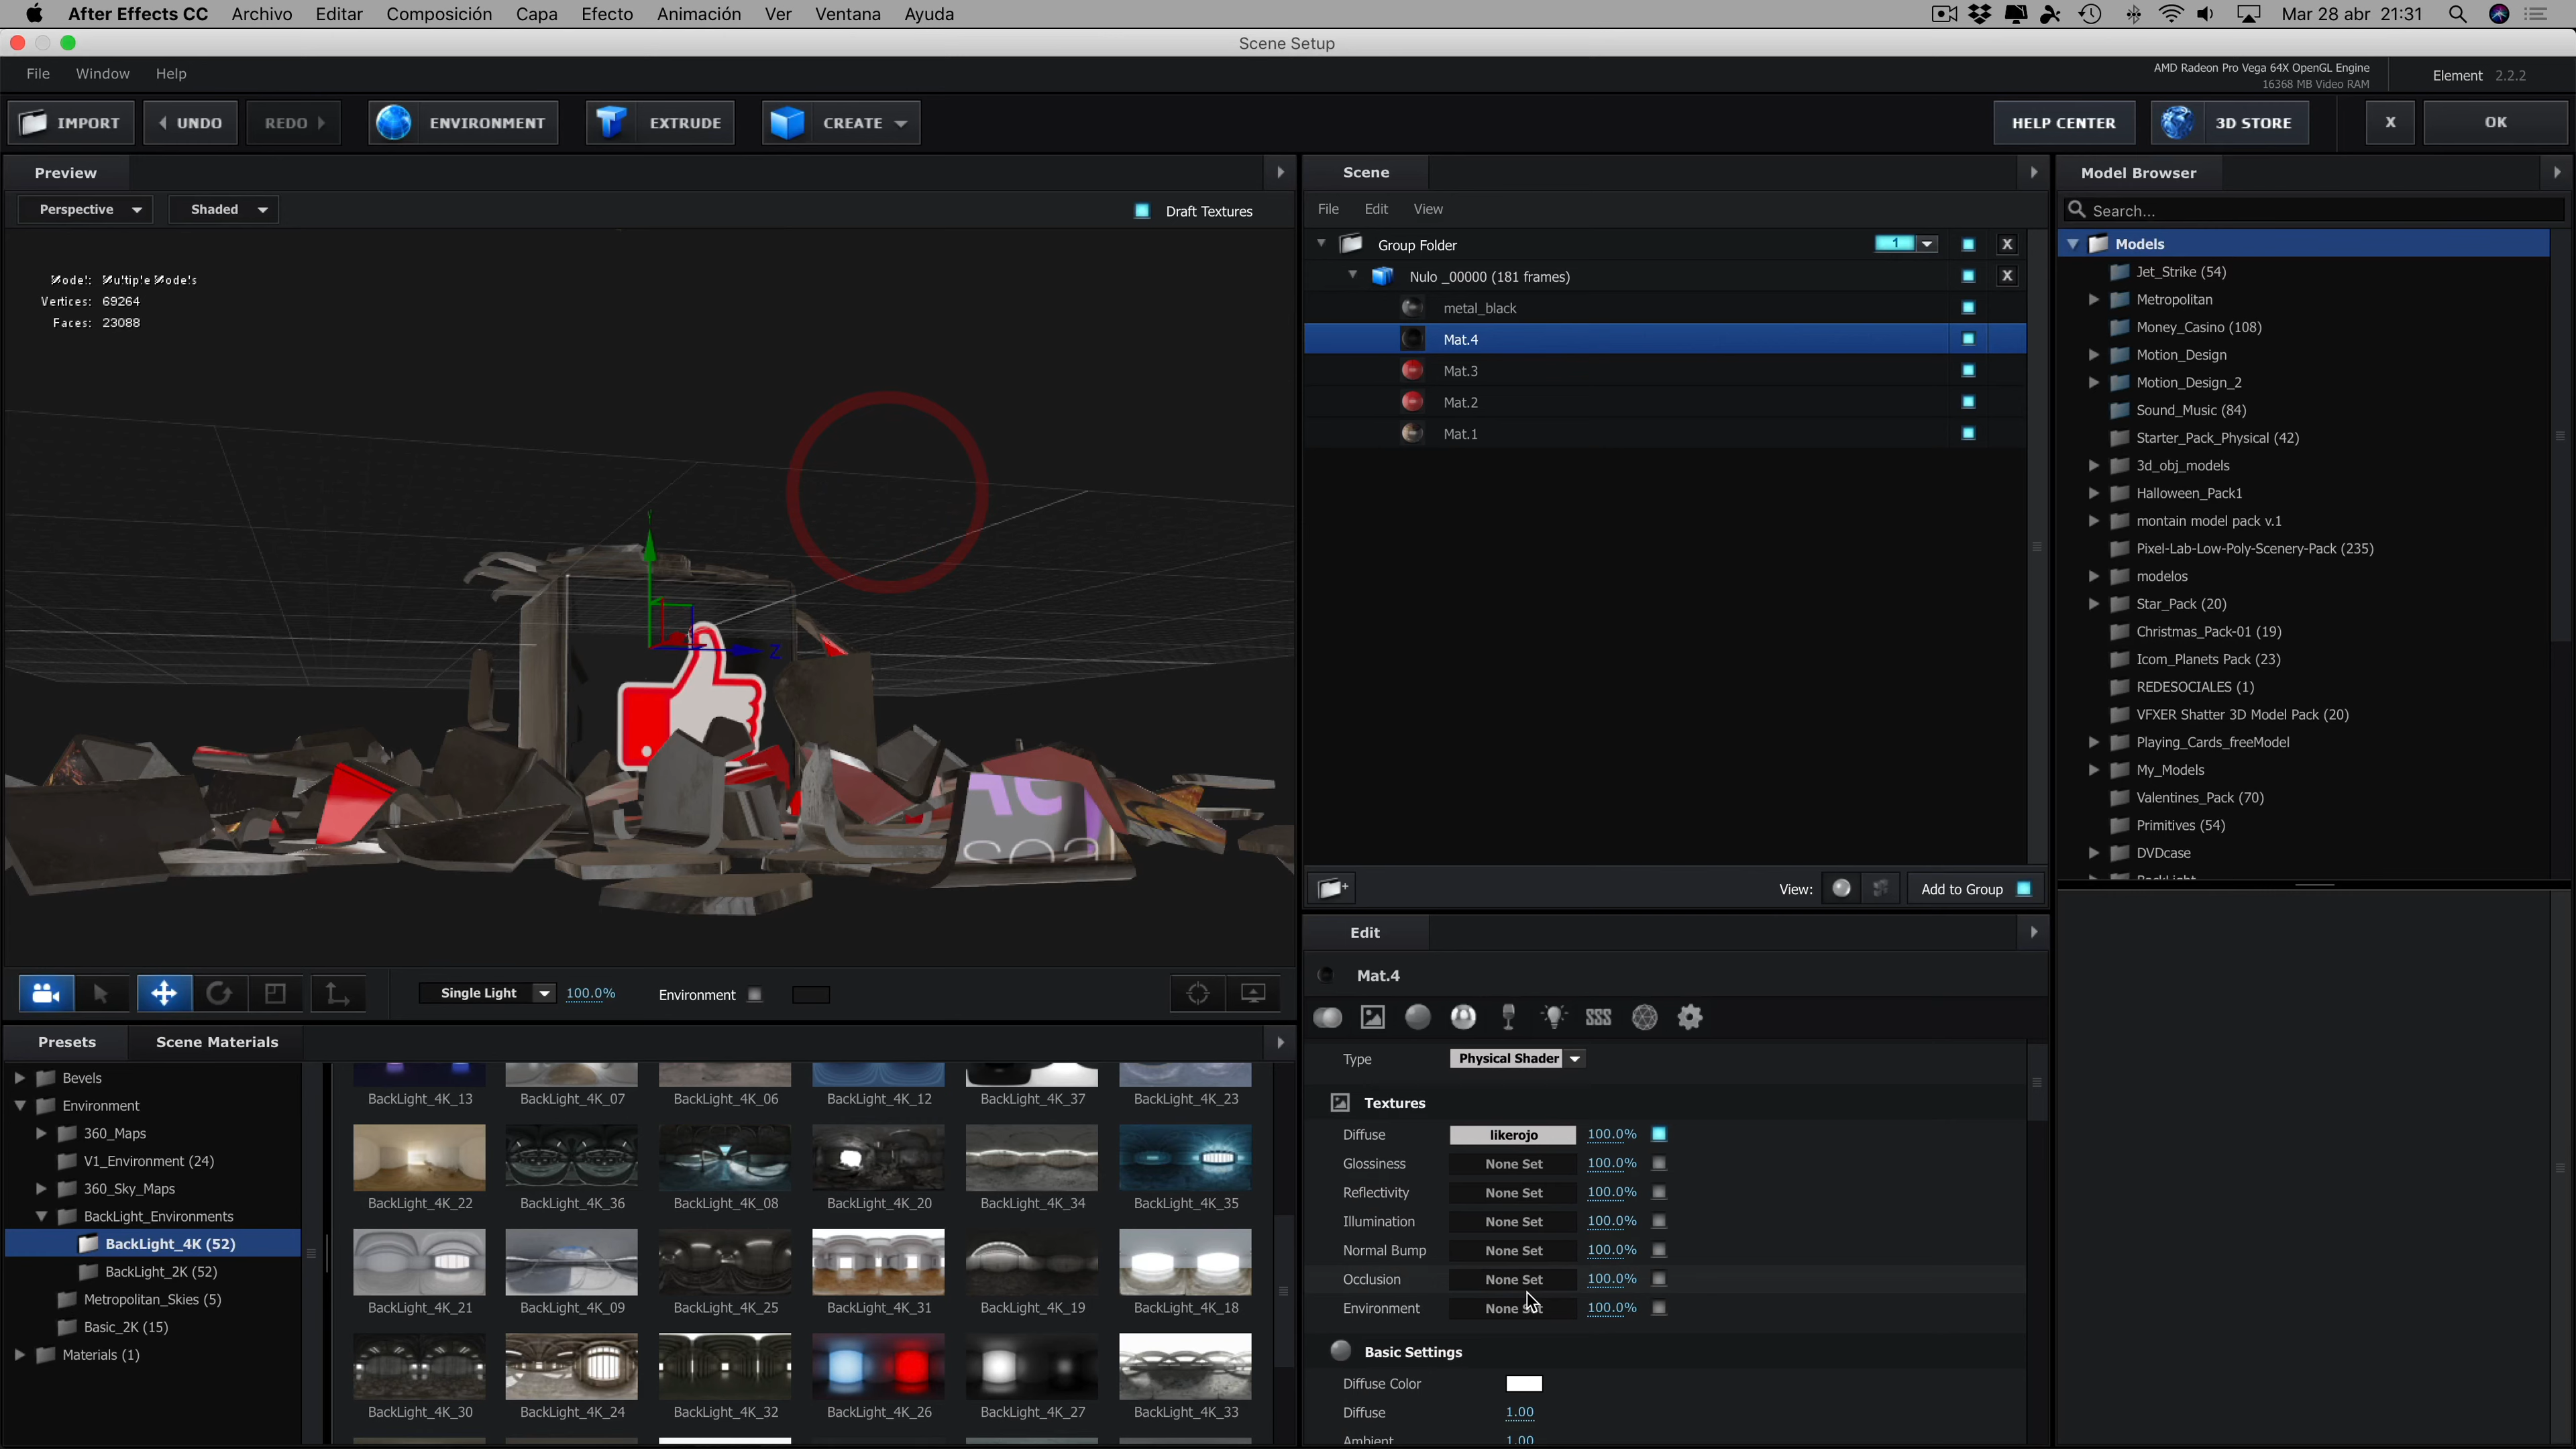 After Effects CC Archivo Editar Composición Capa Efecto Animación Ver Ventana Ayuda Mar 28 abr 21:31
Scene Setup
File Window Help
AMD Radeon Pro Vega 64X OpenGL Engine
16368 MB Video RAM
Element 2.2.2
IMPORT UNDO REDO ENVIRONMENT EXTRUDE CREATE HELP CENTER 3D STORE X OK
Preview
Perspective Shaded Draft Textures
Model: Multiple Models
Vertices: 69264
Faces: 23088
Z
AC
Single Light 100.0% Environment
Scene
File Edit View
Group Folder 1 X
Nulo _00000 (181 frames) X
metal_black
Mat.4
Mat.3
Mat.2
Mat.1
View: Add to Group
Edit
Mat.4
SSS
Type Physical Shader
Textures
Diffuse likerojo 100.0%
Glossiness None Set 100.0%
Reflectivity None Set 100.0%
Illumination None Set 100.0%
Normal Bump None Set 100.0%
Occlusion None Set 100.0%
Environment None Set 100.0%
Basic Settings
Diffuse Color
Diffuse 1.00
Ambient 1.00
Model Browser
Search...
Models
Jet_Strike (54)
Metropolitan
Money_Casino (108)
Motion_Design
Motion_Design_2
Sound_Music (84)
Starter_Pack_Physical (42)
3d_obj_models
Halloween_Pack1
montain model pack v.1
Pixel-Lab-Low-Poly-Scenery-Pack (235)
modelos
Star_Pack (20)
Christmas_Pack-01 (19)
Icom_Planets Pack (23)
REDESOCIALES (1)
VFXER Shatter 3D Model Pack (20)
Playing_Cards_freeModel
My_Models
Valentines_Pack (70)
Primitives (54)
DVDcase
BackLight
Presets Scene Materials
Bevels
Environment
360_Maps
V1_Environment (24)
360_Sky_Maps
BackLight_Environments
BackLight_4K (52)
BackLight_2K (52)
Metropolitan_Skies (5)
Basic_2K (15)
Materials (1)
BackLight_4K_13 BackLight_4K_07 BackLight_4K_06 BackLight_4K_12 BackLight_4K_37 BackLight_4K_23
BackLight_4K_22 BackLight_4K_36 BackLight_4K_08 BackLight_4K_20 BackLight_4K_34 BackLight_4K_35
BackLight_4K_21 BackLight_4K_09 BackLight_4K_25 BackLight_4K_31 BackLight_4K_19 BackLight_4K_18
BackLight_4K_30 BackLight_4K_24 BackLight_4K_32 BackLight_4K_26 BackLight_4K_27 BackLight_4K_33